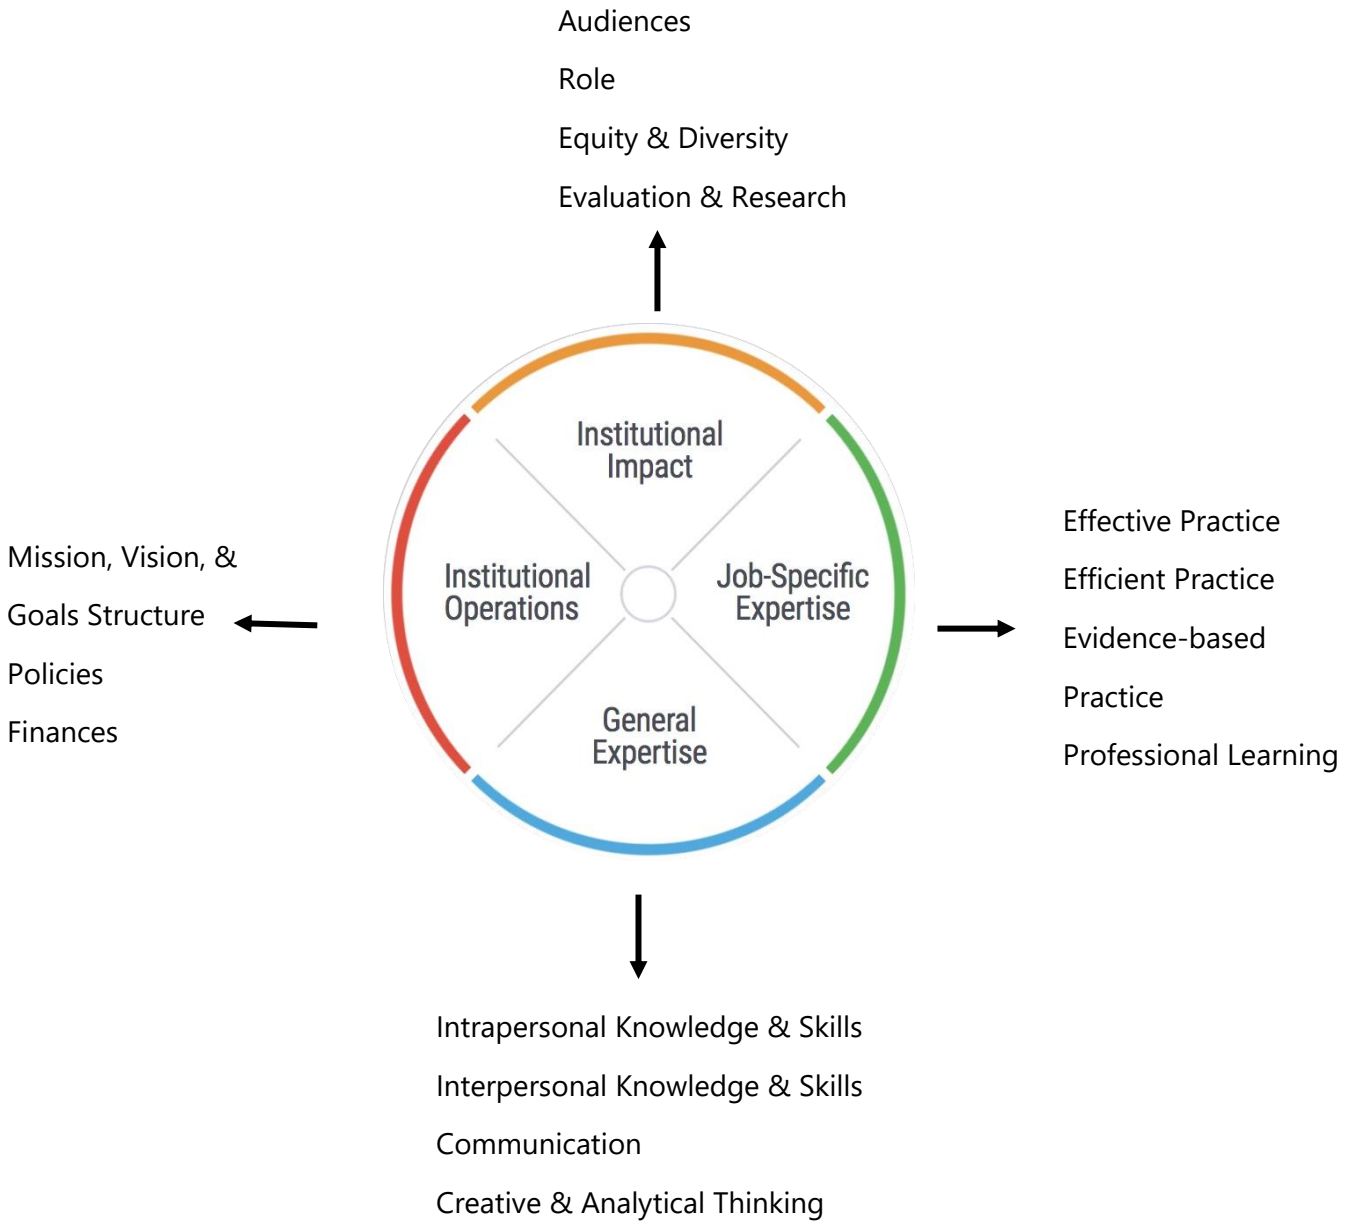 Audiences
Role
Equity & Diversity
Evaluation & Research
Institutional
Impact
Mission, Vision, &
Goals Structure
Policies
Finances
Institutional
Operations
Job-Specific
Expertise
Effective Practice
Efficient Practice
Evidence-based
Practice
Professional Learning
General
Expertise
Intrapersonal Knowledge & Skills
Interpersonal Knowledge & Skills
Communication
Creative & Analytical Thinking